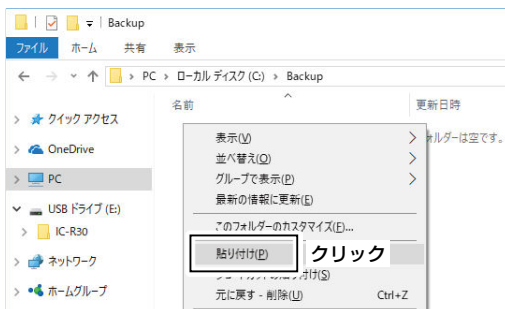 Backup
ファイル ホーム 共有 表示
PC > ローカル ディスク (C:) > Backup
名前 更新日時
クイック アクセス
OneDrive
PC
USB ドライブ (E:)
IC-R30
ネットワーク
ホームグループ
ォルダーは空です。
表示(V)
並べ替え(O)
グループで表示(P)
最新の情報に更新(E)
このフォルダーのカスタマイズ(F)...
貼り付け(P) クリック
元に戻す - 削除(U) Ctrl+Z